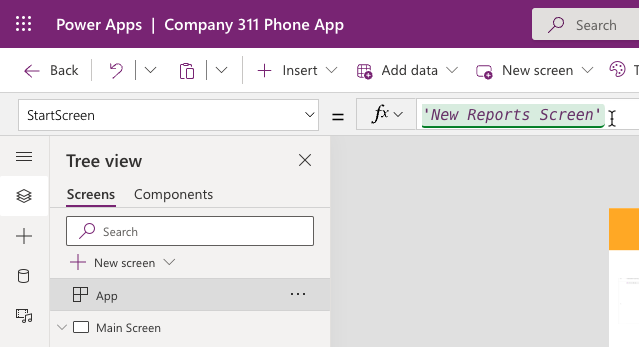 Power Apps | Company 311 Phone App
Search
Back
Insert
Add data
New screen
T
StartScreen
=
fx
'New Reports Screen'
Tree view
Screens
Components
Search
New screen
App
Main Screen